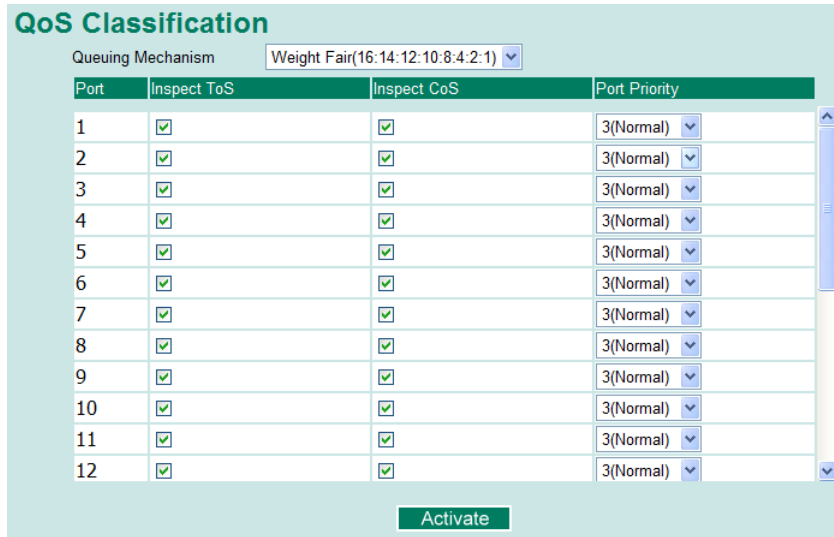 QoS Classification
Queuing Mechanism Weight Fair(16:14:12:10:8:4:2:1)
Port Inspect ToS Inspect CoS Port Priority
1 3(Normal)
2 3(Normal)
3 3(Normal)
4 3(Normal)
5 3(Normal)
6 3(Normal)
7 3(Normal)
8 3(Normal)
9 3(Normal)
10 3(Normal)
11 3(Normal)
12 3(Normal)
Activate